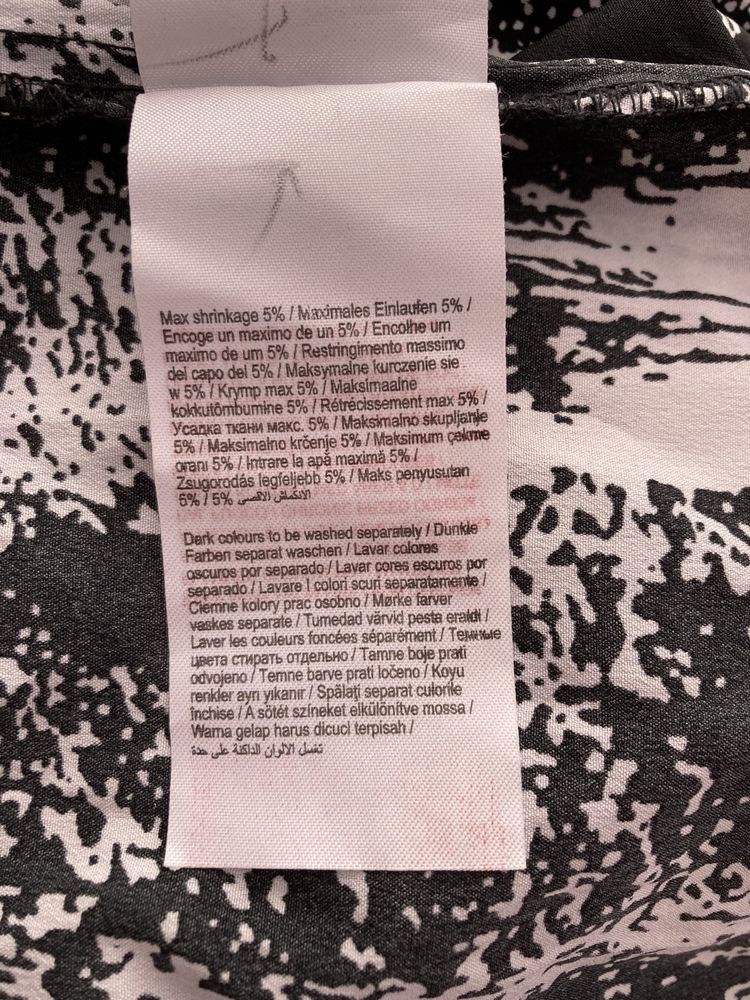 Max shrinkage 5% / Maximales Einlaufen 5% /
Encoge un maximo de un 5% / Encolhe um
maximo de um 5% / Restringimento massimo
del capo del 5% / Maksymalne kurczenie sie
w 5% / Krymp max 5% / Maksimaalne
kokkutõmbumine 5% / Rétrécissement max 5% /
Усадка ткани макс. 5% / Maksimalno skupljanje
5% / Maksimalno krčenje 5% / Maksimum çekme
oranı 5% / Intrare la apă maximă 5% /
Zsugorodás legfeljebb 5% / Maks penyusutan
5% / 5% الانكماش الاقصى
Dark colours to be washed separately / Dunkle
Farben separat waschen / Lavar colores
oscuros por separado / Lavar cores escuros por
separado / Lavare I colori scuri separatamente /
Ciemne kolory prac osobno / Mørke farver
vaskes separate / Tumedad värvid pesta eraldi /
Laver les couleurs foncées séparément / Темные
цвета стирать отдельно / Tamne boje prati
odvojeno / Temne barve prati ločeno / Koyu
renkler ayrı yıkanır / Spălați separat culorile
închise / A sötét színeket elkülönítve mossa /
Warna gelap harus dicuci terpisah /
تغسل الالوان الداكنة على حدة